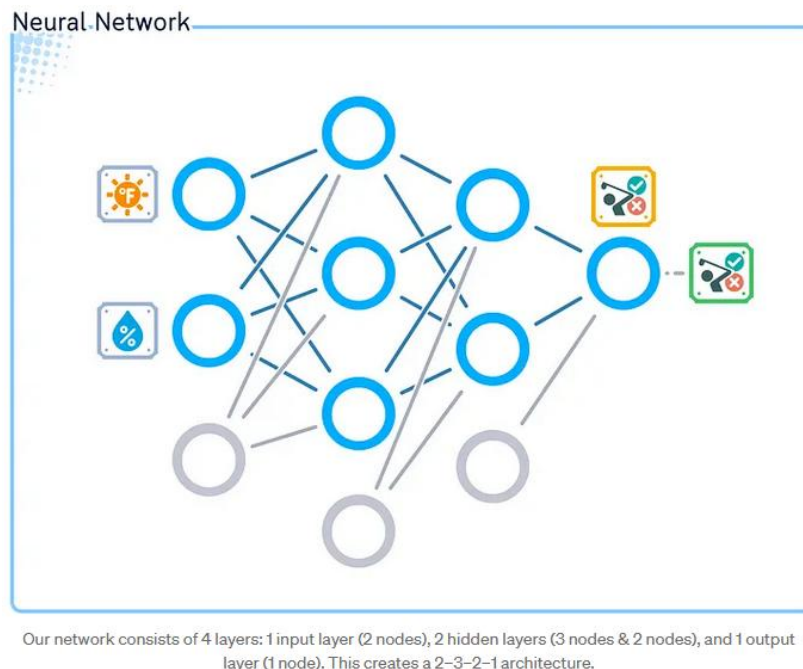 Neural Network
°F
%
Our network consists of 4 layers: 1 input layer (2 nodes), 2 hidden layers (3 nodes & 2 nodes), and 1 output
layer (1 node). This creates a 2–3–2–1 architecture.